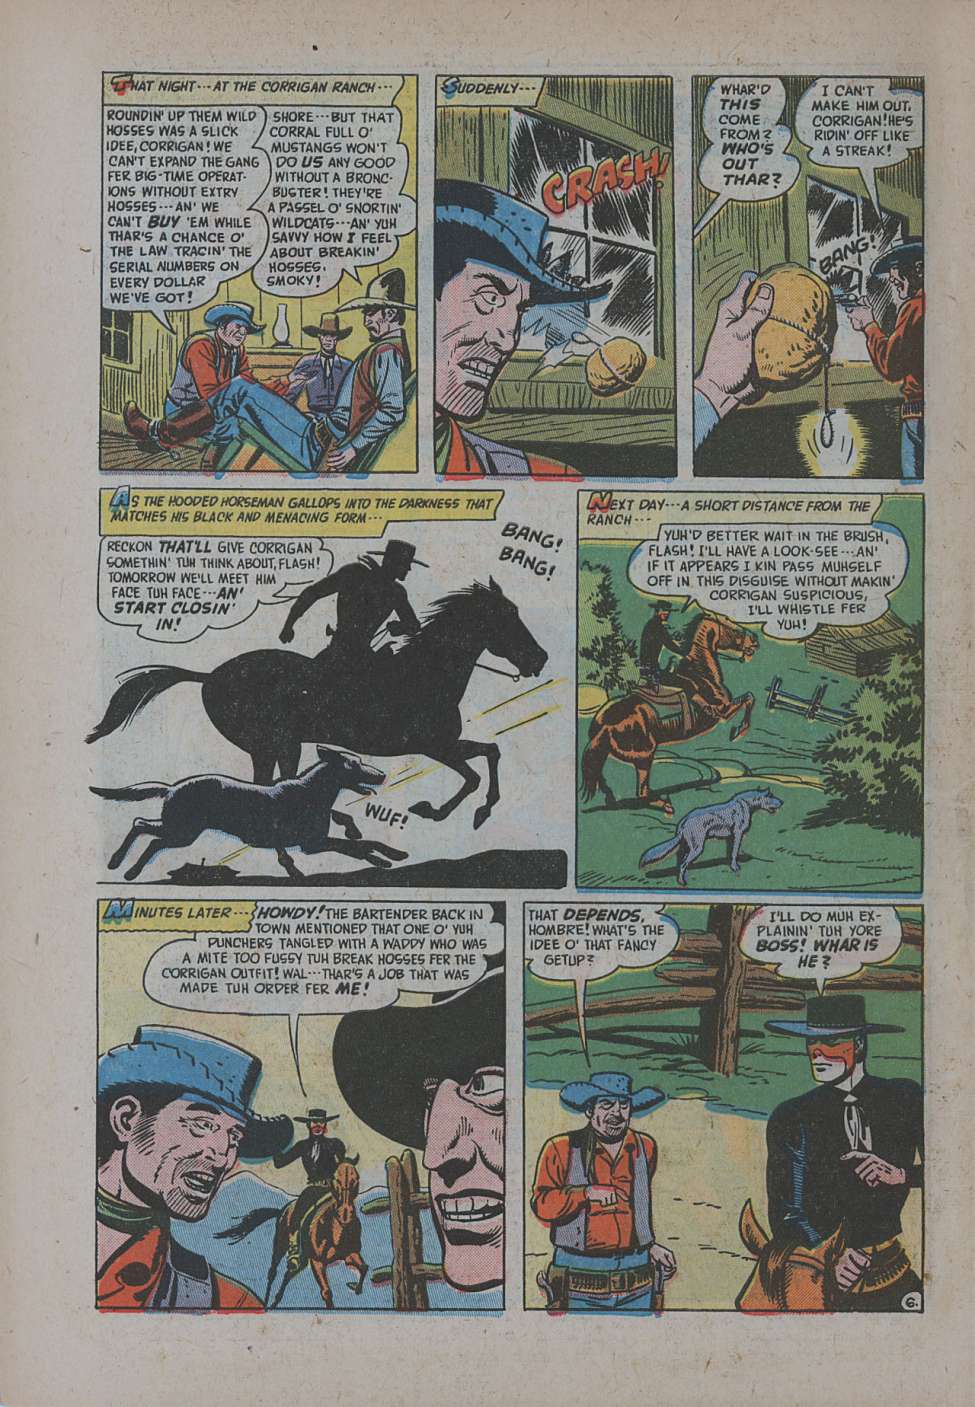 THAT NIGHT---AT THE CORRIGAN RANCH---
ROUNDIN' UP THEM WILD
HOSSES WAS A SLICK
IDEE, CORRIGAN! WE
CAN'T EXPAND THE GANG
FER BIG-TIME OPERAT-
IONS WITHOUT EXTRY
HOSSES---AN' WE
CAN'T BUY 'EM WHILE
THAR'S A CHANCE O'
THE LAW TRACIN' THE
SERIAL NUMBERS ON
EVERY DOLLAR
WE'VE GOT!
SHORE---BUT THAT
CORRAL FULL O'
MUSTANGS WON'T
DO US ANY GOOD
WITHOUT A BRONC-
BUSTER! THEY'RE
A PASSEL O' SNORTIN'
WILDCATS---AN' YUH
SAVVY HOW I FEEL
ABOUT BREAKIN'
HOSSES,
SMOKY!
SUDDENLY---
CRASH!
WHAR'D
THIS
COME
FROM?
WHO'S
OUT
THAR?
I CAN'T
MAKE HIM OUT,
CORRIGAN! HE'S
RIDIN' OFF LIKE
A STREAK!
BANG!
AS THE HOODED HORSEMAN GALLOPS INTO THE DARKNESS THAT
MATCHES HIS BLACK AND MENACING FORM---
RECKON THAT'LL GIVE CORRIGAN
SOMETHIN' TUH THINK ABOUT, FLASH!
TOMORROW WE'LL MEET HIM
FACE TUH FACE---AN'
START CLOSIN'
IN!
BANG!
BANG!
WUF!
NEXT DAY---A SHORT DISTANCE FROM THE
RANCH---
YUH'D BETTER WAIT IN THE BRUSH,
FLASH! I'LL HAVE A LOOK-SEE---AN'
IF IT APPEARS I KIN PASS MUHSELF
OFF IN THIS DISGUISE WITHOUT MAKIN'
CORRIGAN SUSPICIOUS,
I'LL WHISTLE FER
YUH!
MINUTES LATER---
HOWDY! THE BARTENDER BACK IN
TOWN MENTIONED THAT ONE O' YUH
PUNCHERS TANGLED WITH A WADDY WHO WAS
A MITE TOO FUSSY TUH BREAK HOSSES FER THE
CORRIGAN OUTFIT! WAL---THAR'S A JOB THAT WAS
MADE TUH ORDER FER ME!
THAT DEPENDS,
HOMBRE! WHAT'S THE
IDEE O' THAT FANCY
GETUP?
I'LL DO MUH EX-
PLAININ' TUH YORE
BOSS! WHAR IS
HE?
6.